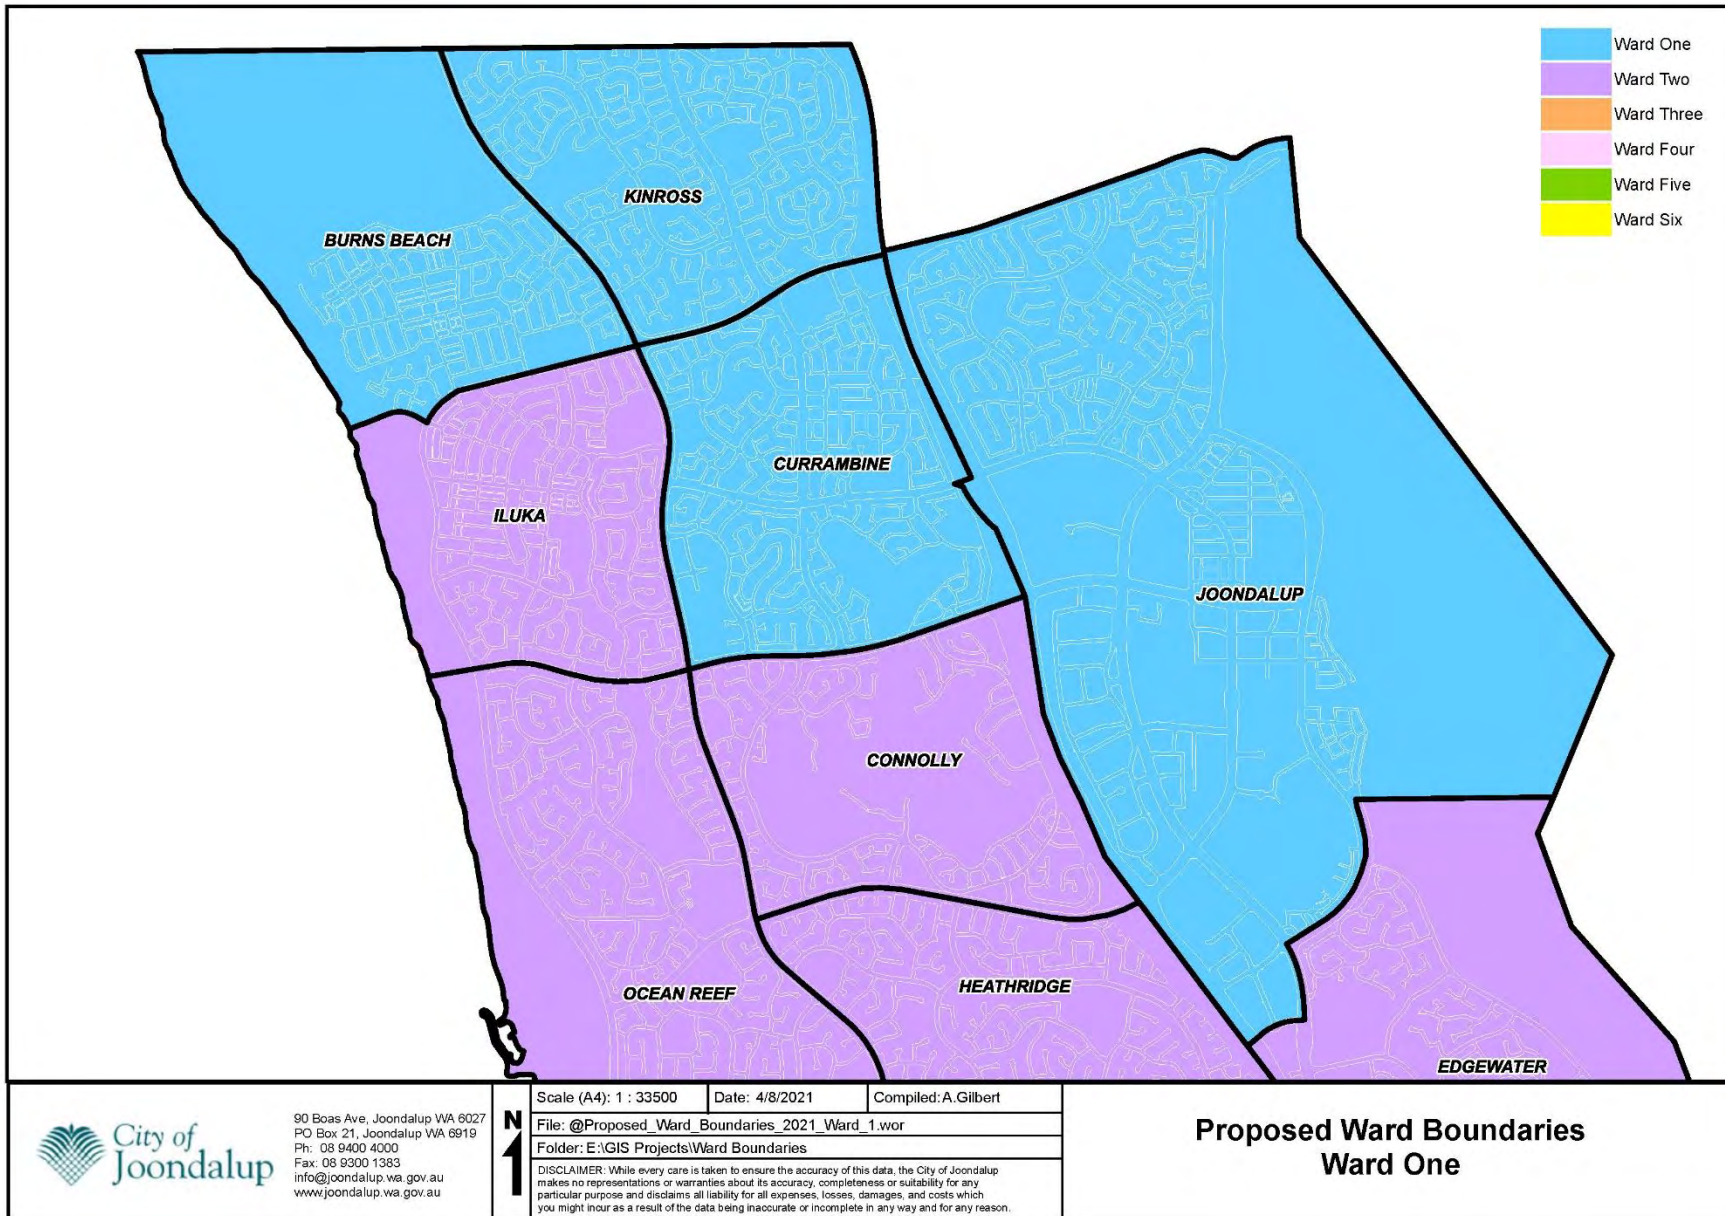 Ward One
Ward Two
Ward Three
Ward Four
Ward Five
Ward Six
KINROSS
BURNS BEACH
CURRAMBINE
ILUKA
JOONDALUP
CONNOLLY
HEATHRIDGE
OCEAN REEF
EDGEWATER
City of
Joondalup
90 Boas Ave, Joondalup WA 6027
PO Box 21, Joondalup WA 6919
Ph: 08 9400 4000
Fax: 08 9300 1383
info@joondalup.wa.gov.au
www.joondalup.wa.gov.au
N
Scale (A4): 1 : 33500
Date: 4/8/2021
Compiled: A.Gilbert
File: @Proposed_Ward_Boundaries_2021_Ward_1.wor
Folder: E:\GIS Projects\Ward Boundaries
DISCLAIMER: While every care is taken to ensure the accuracy of this data, the City of Joondalup
makes no representations or warranties about its accuracy, completeness or suitability for any
particular purpose and disclaims all liability for all expenses, losses, damages, and costs which
you might incur as a result of the data being inaccurate or incomplete in any way and for any reason.
Proposed Ward Boundaries
Ward One